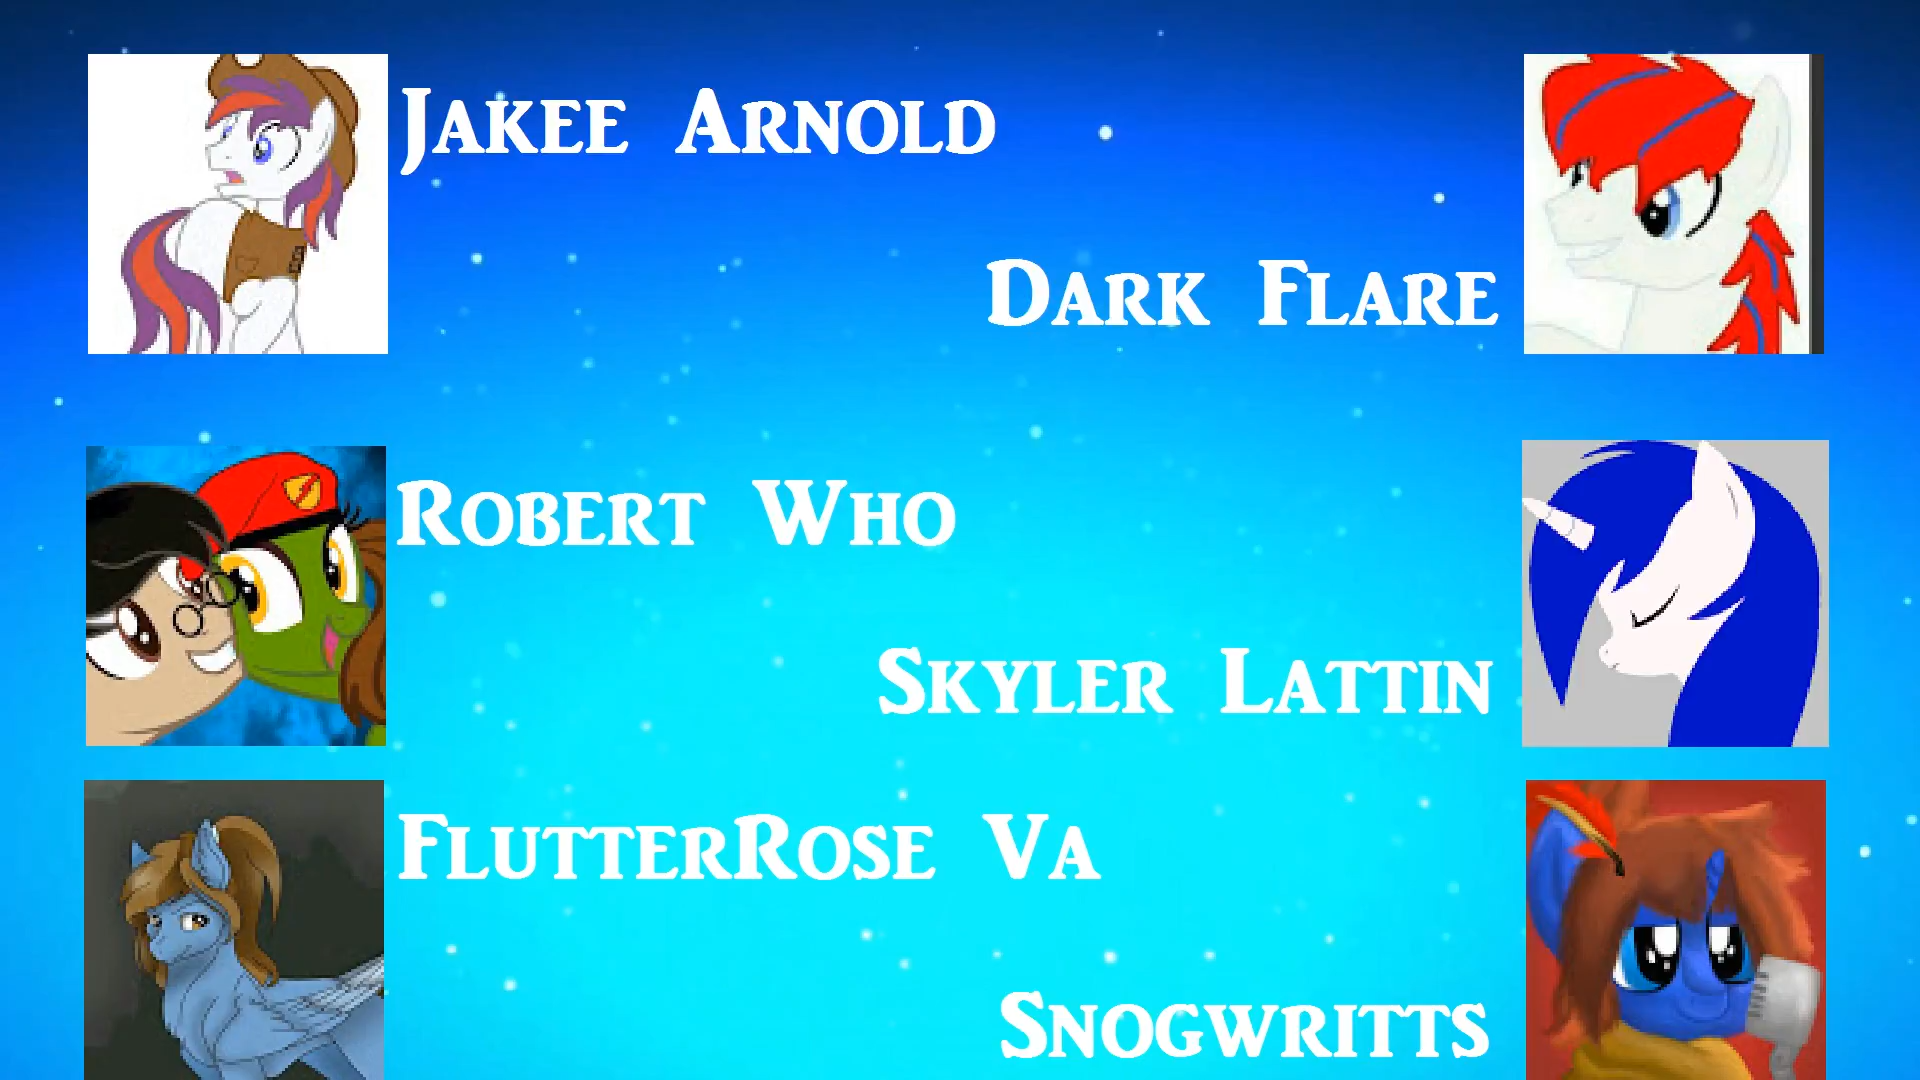 Jakee Arnold
Dark Flare
Robert Who
Skyler Lattin
FlutterRose Va
Snogwritts